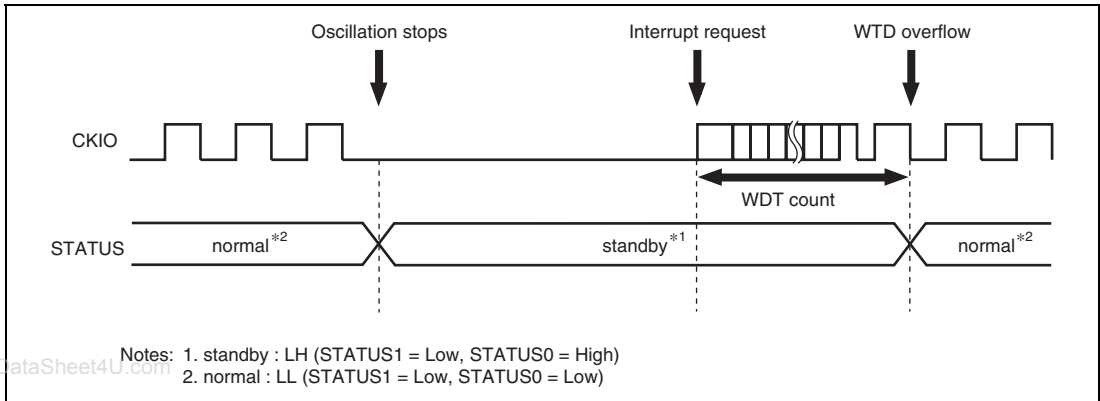 Oscillation stops Interrupt request WTD overflow
CKIO
WDT count
STATUS normal*2 standby*1 normal*2
Notes: 1. standby : LH (STATUS1 = Low, STATUS0 = High)
DataSheet4U.com
2. normal : LL (STATUS1 = Low, STATUS0 = Low)